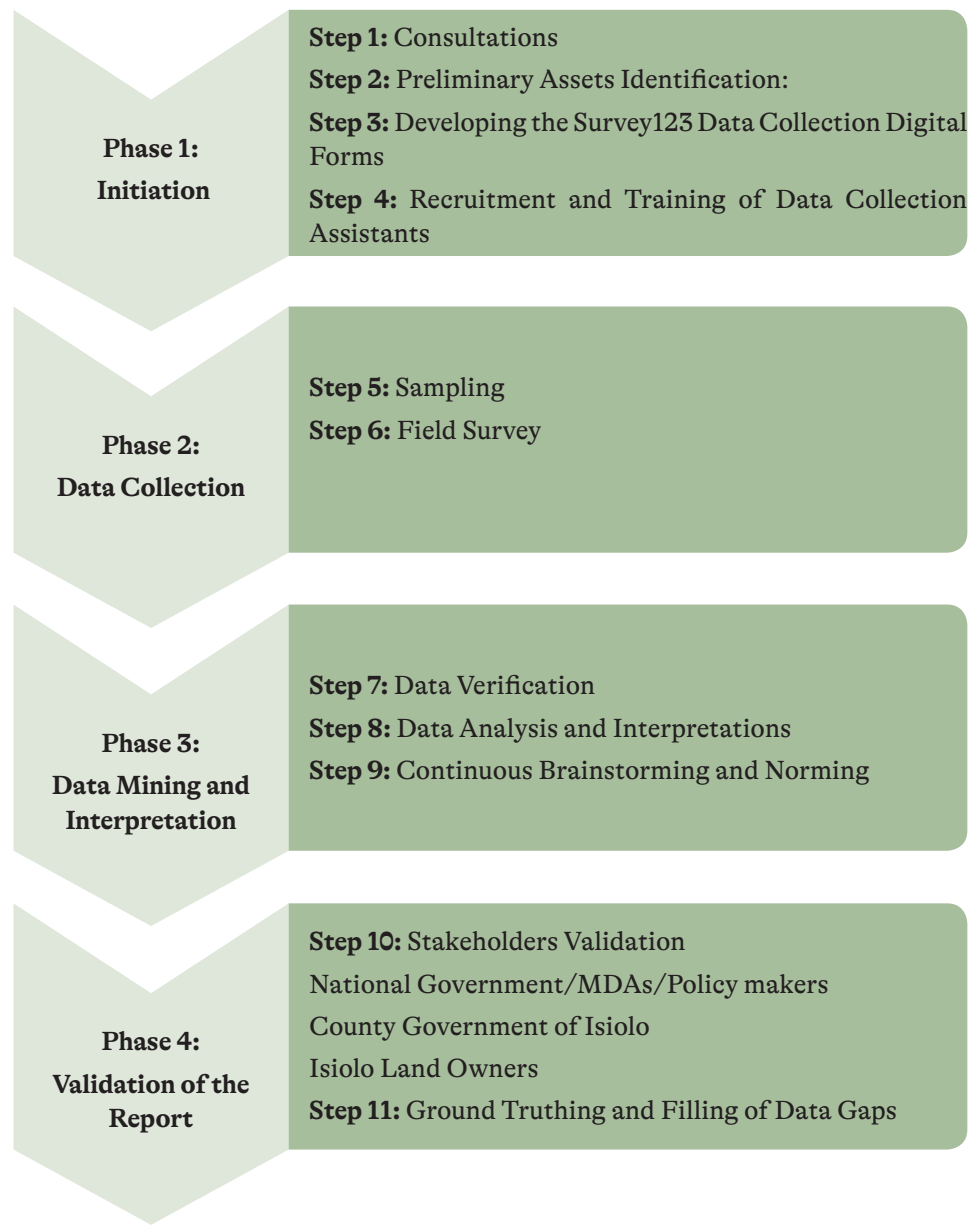 Phase 1:
Initiation
Step 1: Consultations
Step 2: Preliminary Assets Identification:
Step 3: Developing the Survey123 Data Collection Digital
Forms
Step 4: Recruitment and Training of Data Collection
Assistants
Phase 2:
Data Collection
Step 5: Sampling
Step 6: Field Survey
Phase 3:
Data Mining and
Interpretation
Step 7: Data Verification
Step 8: Data Analysis and Interpretations
Step 9: Continuous Brainstorming and Norming
Phase 4:
Validation of the
Report
Step 10: Stakeholders Validation
National Government/MDAs/Policy makers
County Government of Isiolo
Isiolo Land Owners
Step 11: Ground Truthing and Filling of Data Gaps